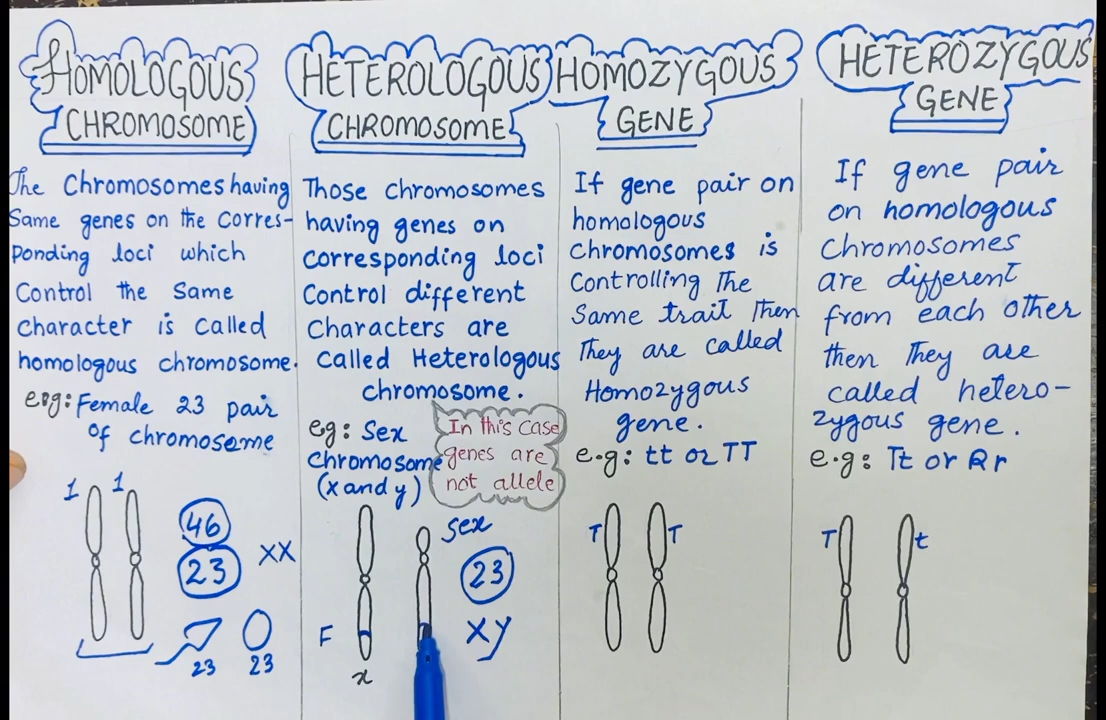 HOMOLOGOUS
CHROMOSOME
The Chromosomes having
Same genes on the Corres-
Ponding loci which
Control the Same
Character is Called
homologous chromosome.
e.g: Female 23 pair
of chromosome
1 1
46
23
XX
23 23
HETEROLOGOUS
CHROMOSOME
Those chromosomes
having genes on
corresponding loci
Control different
Characters are
Called Heterologous
chromosome.
eg: Sex
Chromosome
(x and y)
In this Case
genes are
not allele
Sex
23
xy
F
x
HOMOZYGOUS
GENE
If gene pair on
homologous
Chromosomes is
Controlling The
Same trait Then
They are called
Homozygous
gene.
e.g: tt or TT
T T
HETEROZYGOUS
GENE
If gene pair
on homologous
Chromosomes
are different
from each other
then They are
called hetero-
zygous gene.
e.g: Tt or Rr
T t